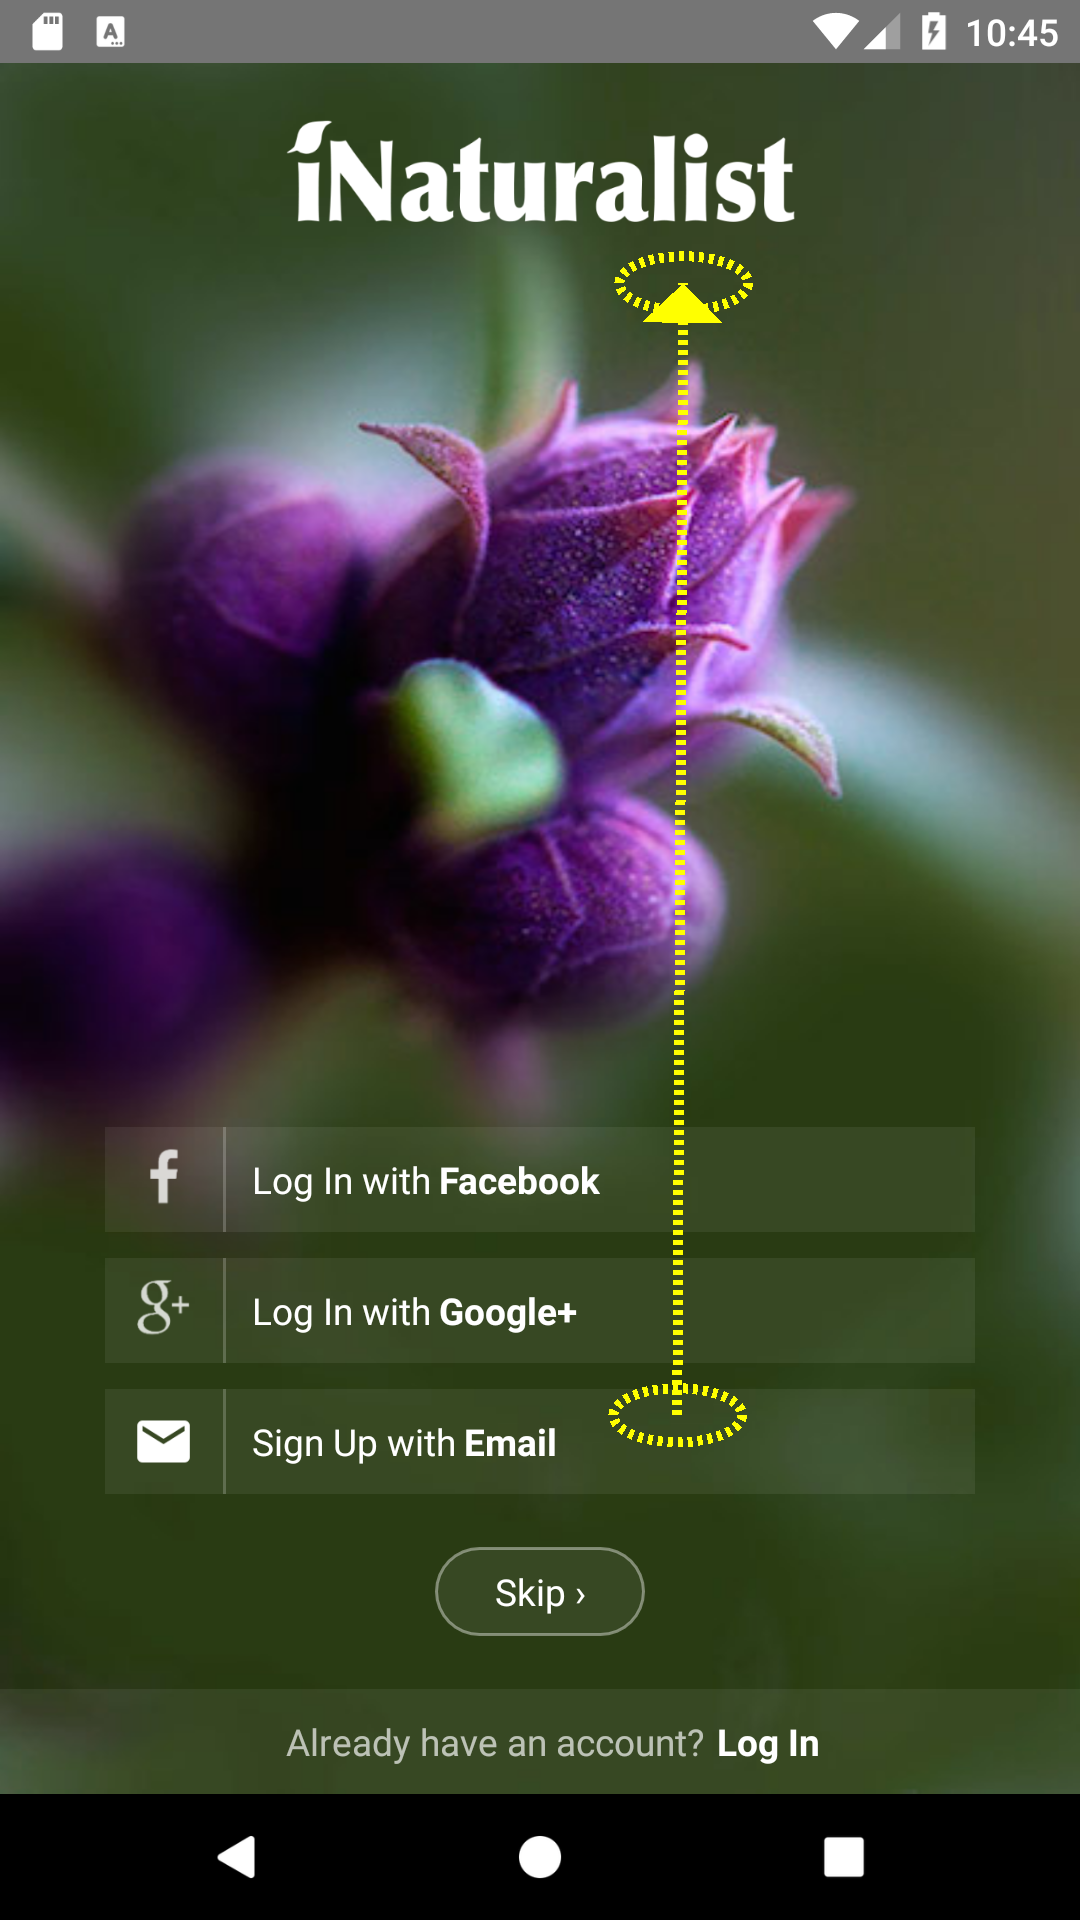 10:45
iNaturalist
Log In with Facebook
g+ Log In with Google+
Sign Up with Email
Skip ›
Already have an account? Log In